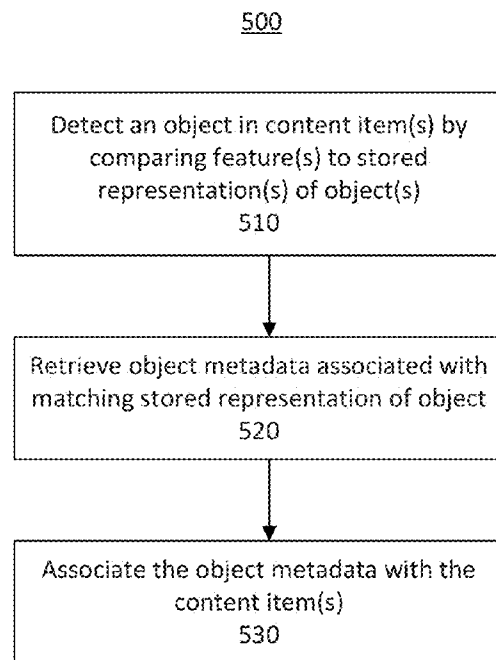 500
Detect an object in content item(s) by
comparing feature(s) to stored
representation(s) of object(s)
510
Retrieve object metadata associated with
matching stored representation of object
520
Associate the object metadata with the
content item(s)
530